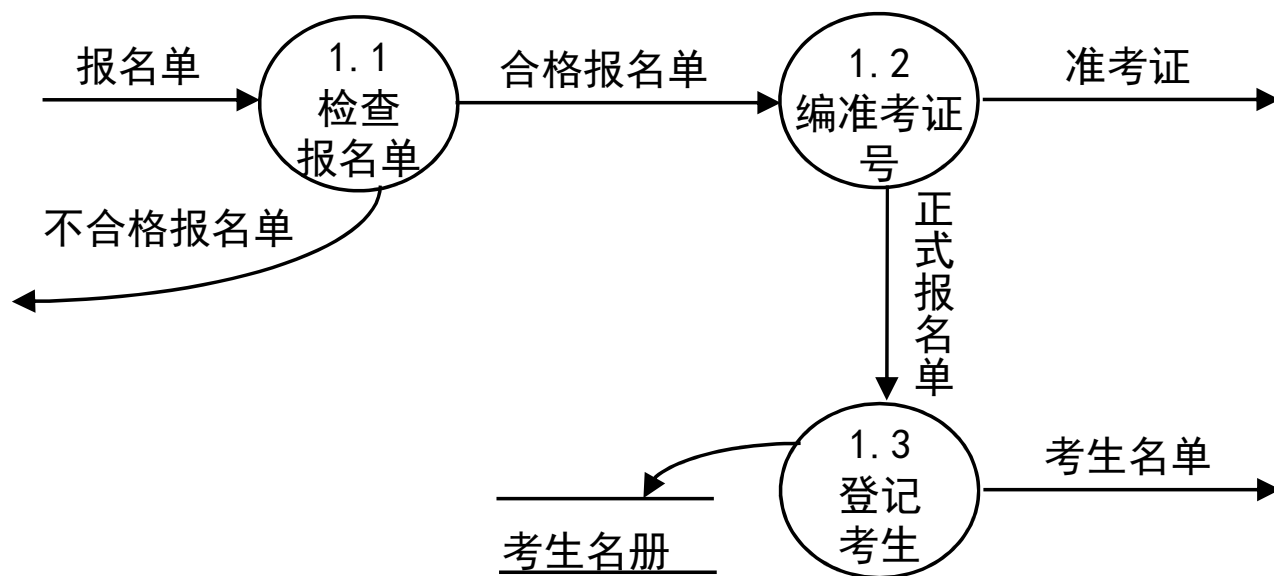 报名单
1.1
检查
报名单
合格报名单
1.2
编准考证
号
准考证
不合格报名单
正式报名单
1.3
登记
考生
考生名单
考生名册